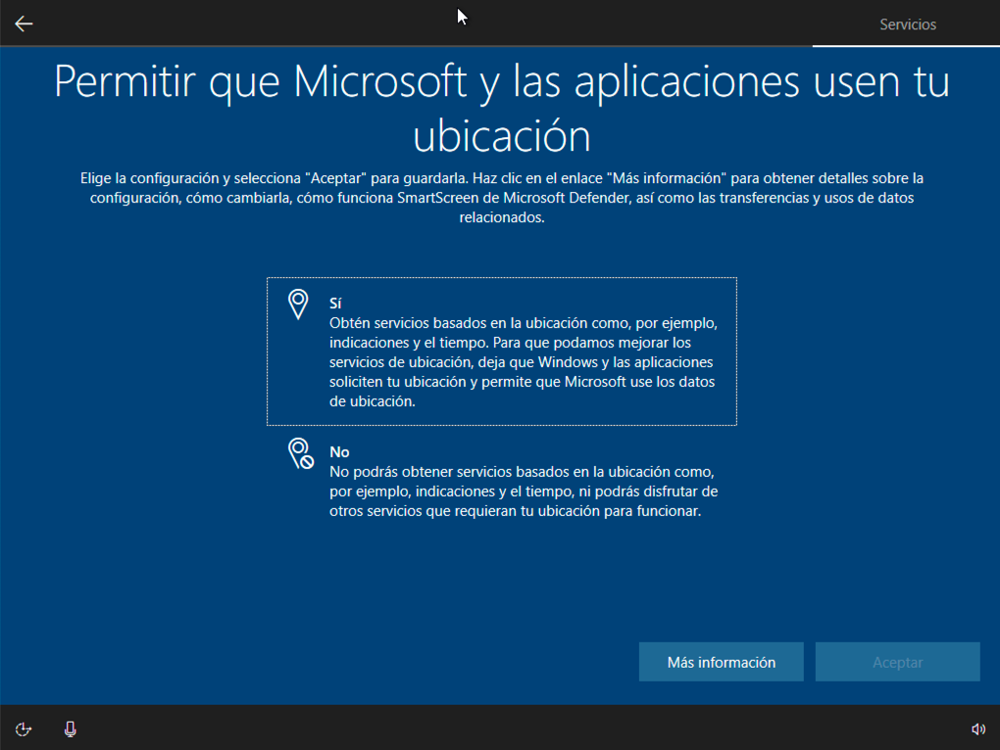 Servicios
Permitir que Microsoft y las aplicaciones usen tu
ubicación
Elige la configuración y selecciona "Aceptar" para guardarla. Haz clic en el enlace "Más información" para obtener detalles sobre la
configuración, cómo cambiarla, cómo funciona SmartScreen de Microsoft Defender, así como las transferencias y usos de datos
relacionados.
Sí
Obtén servicios basados en la ubicación como, por ejemplo,
indicaciones y el tiempo. Para que podamos mejorar los
servicios de ubicación, deja que Windows y las aplicaciones
soliciten tu ubicación y permite que Microsoft use los datos
de ubicación.
No
No podrás obtener servicios basados en la ubicación como,
por ejemplo, indicaciones y el tiempo, ni podrás disfrutar de
otros servicios que requieran tu ubicación para funcionar.
Más información
Aceptar